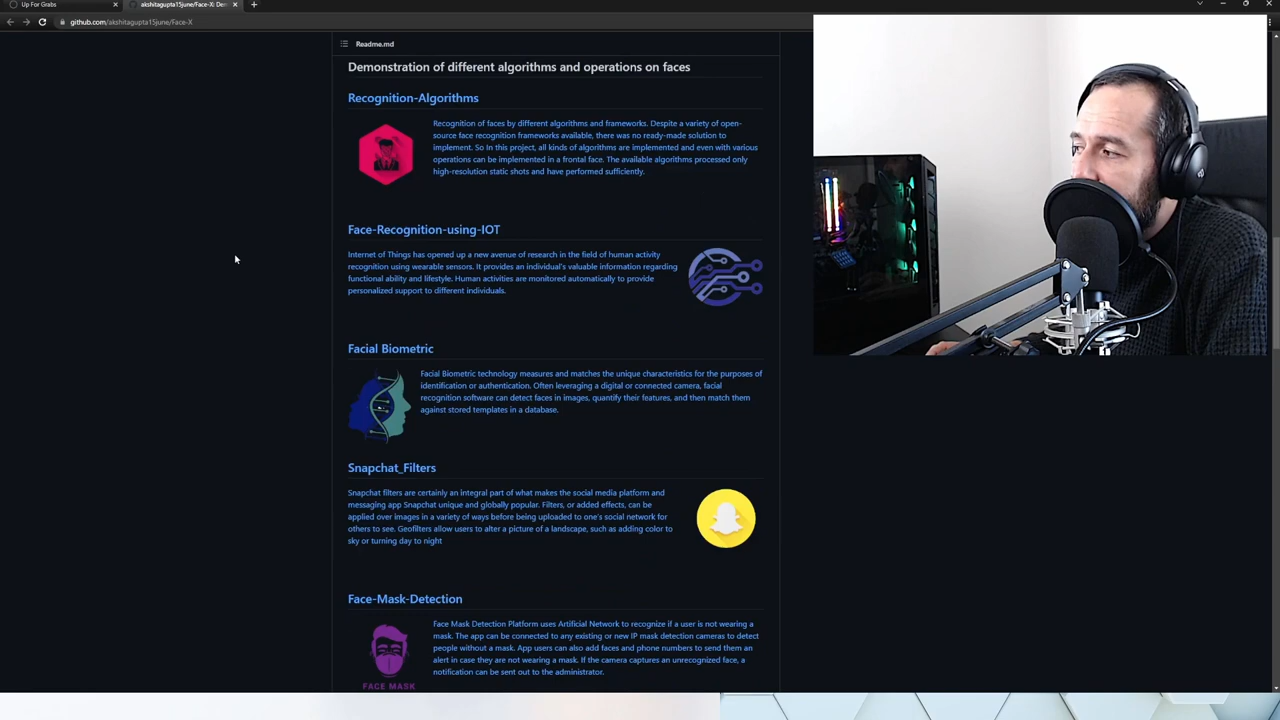 Up For Grabs
akshitagupta15june/Face-X: Dem
github.com/akshitagupta15june/Face-X
Readme.md
Demonstration of different algorithms and operations on faces
Recognition-Algorithms
Recognition of faces by different algorithms and frameworks. Despite a variety of open-
source face recognition frameworks available, there was no ready-made solution to
implement. So In this project, all kinds of algorithms are implemented and even with various
operations can be implemented in a frontal face. The available algorithms processed only
high-resolution static shots and have performed sufficiently.
Face-Recognition-using-IOT
Internet of Things has opened up a new avenue of research in the field of human activity
recognition using wearable sensors. It provides an individual's valuable information regarding
functional ability and lifestyle. Human activities are monitored automatically to provide
personalized support to different individuals.
Facial Biometric
Facial Biometric technology measures and matches the unique characteristics for the purposes of
identification or authentication. Often leveraging a digital or connected camera, facial
recognition software can detect faces in images, quantify their features, and then match them
against stored templates in a database.
Snapchat_Filters
Snapchat filters are certainly an integral part of what makes the social media platform and
messaging app Snapchat unique and globally popular. Filters, or added effects, can be
applied over images in a variety of ways before being uploaded to one's social network for
others to see. Geofilters allow users to alter a picture of a landscape, such as adding color to
sky or turning day to night
Face-Mask-Detection
Face Mask Detection Platform uses Artificial Network to recognize if a user is not wearing a
mask. The app can be connected to any existing or new IP mask detection cameras to detect
people without a mask. App users can also add faces and phone numbers to send them an
alert in case they are not wearing a mask. If the camera captures an unrecognized face, a
notification can be sent out to the administrator.
FACE MASK